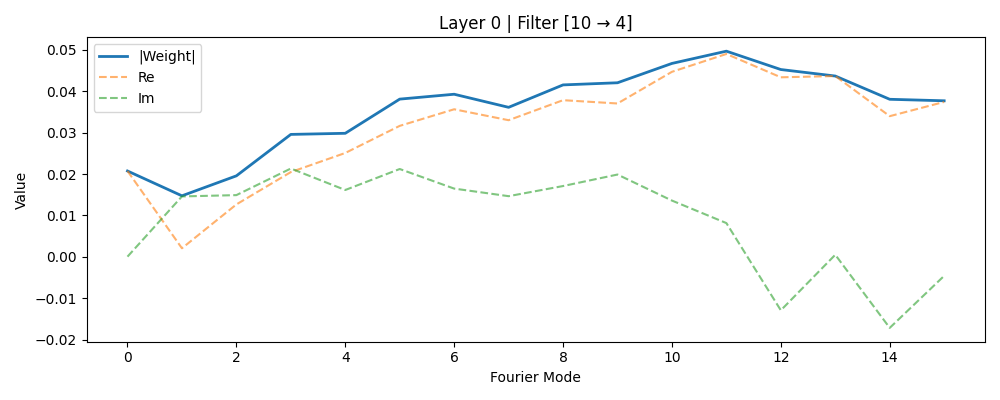 Layer 0 | Filter [10 → 4]
|Weight|
Re
Im
0.05
0.04
0.03
0.02
0.01
0.00
−0.01
−0.02
Value
0 2 4 6 8 10 12 14
Fourier Mode